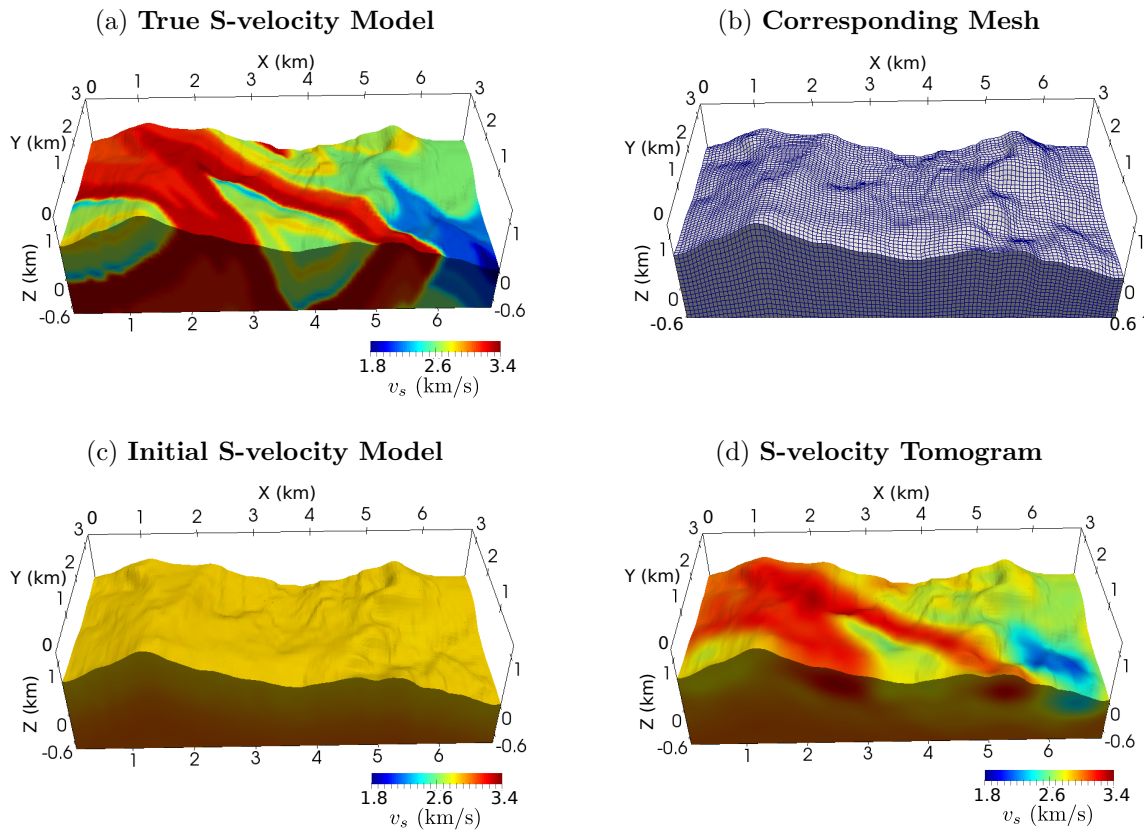 (a) True S-velocity Model
X (km)
0 1 2 3 4 5 6 3
3 2 1 0
Y (km)
2 1
1 0 -0.6
Z (km)
1 0 -0.6
1 2 3 4 5 6
1.8 2.6 3.4
v_s (km/s)
(b) Corresponding Mesh
X (km)
0 1 2 3 4 5 6 3
3 2 1 0
Y (km)
2 1
1 0 -0.6
Z (km)
1 0 0.6
(c) Initial S-velocity Model
X (km)
0 1 2 3 4 5 6 3
3 2 1 0
Y (km)
2 1
1 0 -0.6
Z (km)
1 0 -0.6
1 2 3 4 5 6
1.8 2.6 3.4
v_s (km/s)
(d) S-velocity Tomogram
X (km)
0 1 2 3 4 5 6 3
3 2 1 0
Y (km)
2 1
1 0 -0.6
Z (km)
1 0 -0.6
1 2 3 4 5 6
1.8 2.6 3.4
v_s (km/s)